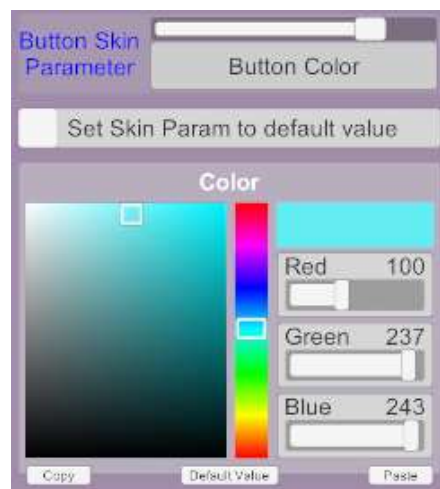 Button Skin
Parameter
Button Color
Set Skin Param to default value
Color
Red 100
Green 237
Blue 243
Copy Default Value Paste